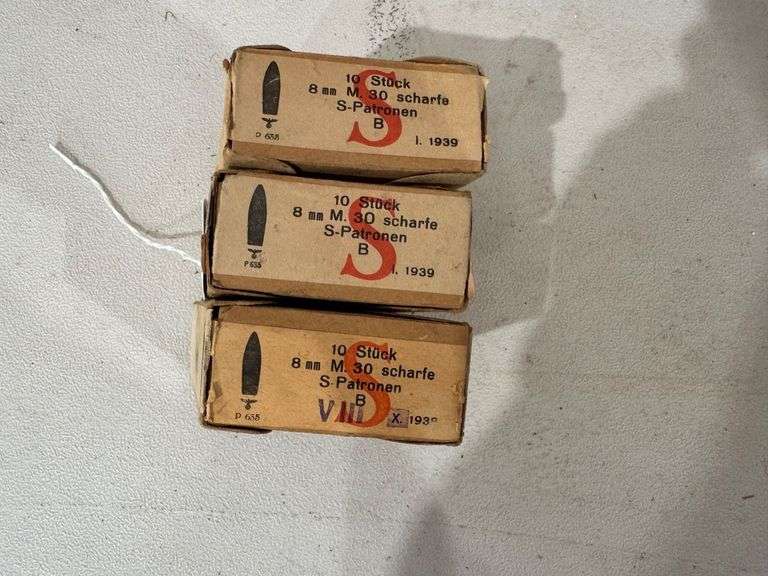 10 Stück
8 mm M. 30 scharfe
S-Patronen
B
S
P 635
I. 1939
10 Stück
8 mm M. 30 scharfe
S-Patronen
B
S
P 635
I. 1939
10 Stück
8 mm M. 30 scharfe
S-Patronen
B
S
P 635
VIII
X. 193